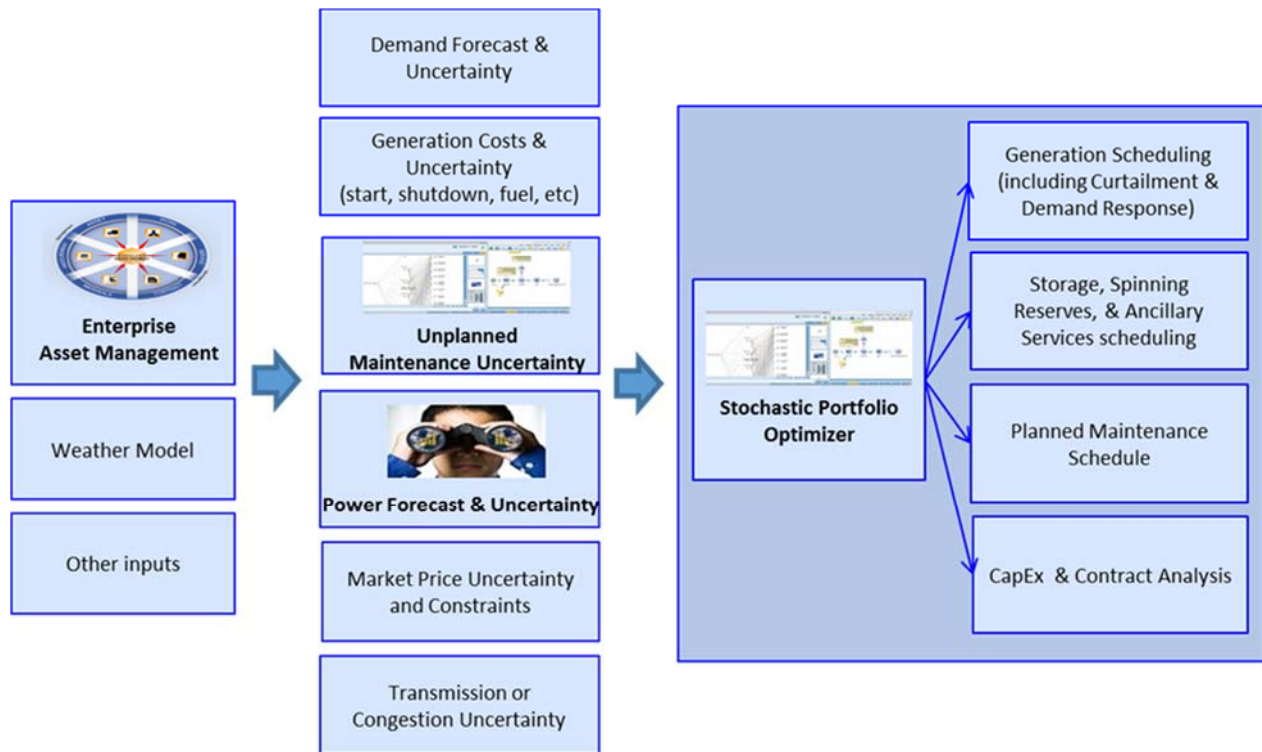 Enterprise
Asset Management
Weather Model
Other inputs
Demand Forecast &
Uncertainty
Generation Costs &
Uncertainty
(start, shutdown, fuel, etc)
Unplanned
Maintenance Uncertainty
Power Forecast & Uncertainty
Market Price Uncertainty
and Constraints
Transmission or
Congestion Uncertainty
Stochastic Portfolio
Optimizer
Generation Scheduling
(including Curtailment &
Demand Response)
Storage, Spinning
Reserves, & Ancillary
Services scheduling
Planned Maintenance
Schedule
CapEx & Contract Analysis